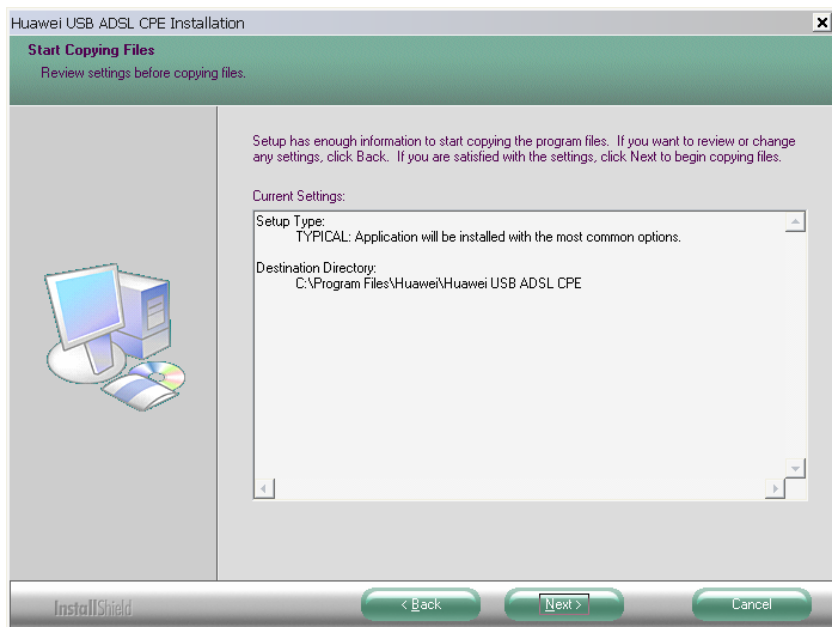 Huawei USB ADSL CPE Installation
Start Copying Files
Review settings before copying files.
Setup has enough information to start copying the program files. If you want to review or change
any settings, click Back. If you are satisfied with the settings, click Next to begin copying files.
Current Settings:
Setup Type:
TYPICAL: Application will be installed with the most common options.
Destination Directory:
C:\Program Files\Huawei\Huawei USB ADSL CPE
InstallShield
< Back
Next >
Cancel